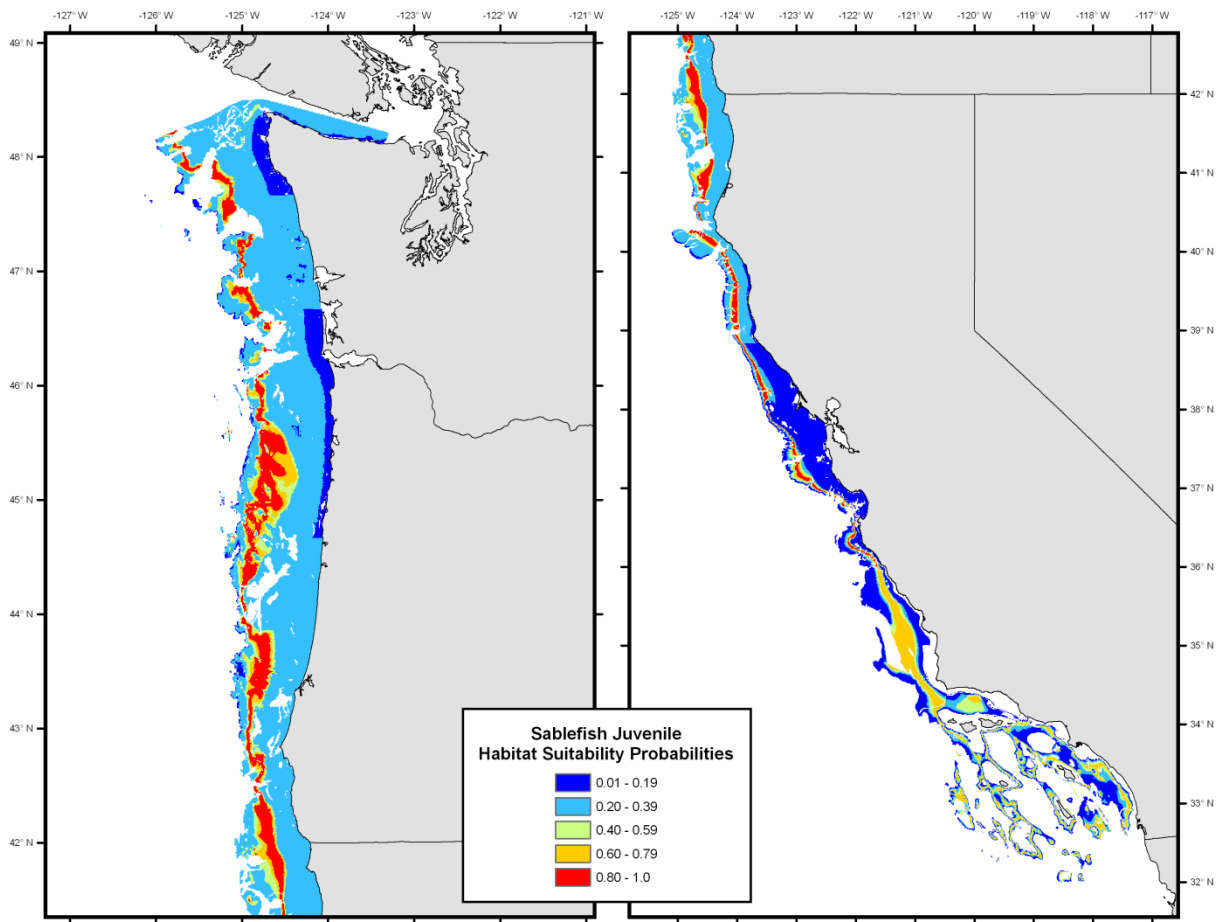 -127°W -126°W -125°W -124°W -123°W -122°W -121°W
-125°W -124°W -123°W -122°W -121°W -120°W -119°W -118°W -117°W
49°N
48°N
47°N
46°N
45°N
44°N
43°N
42°N
42°N
41°N
40°N
39°N
38°N
37°N
36°N
35°N
34°N
33°N
32°N
Sablefish Juvenile
Habitat Suitability Probabilities
0.01 - 0.19
0.20 - 0.39
0.40 - 0.59
0.60 - 0.79
0.80 - 1.0